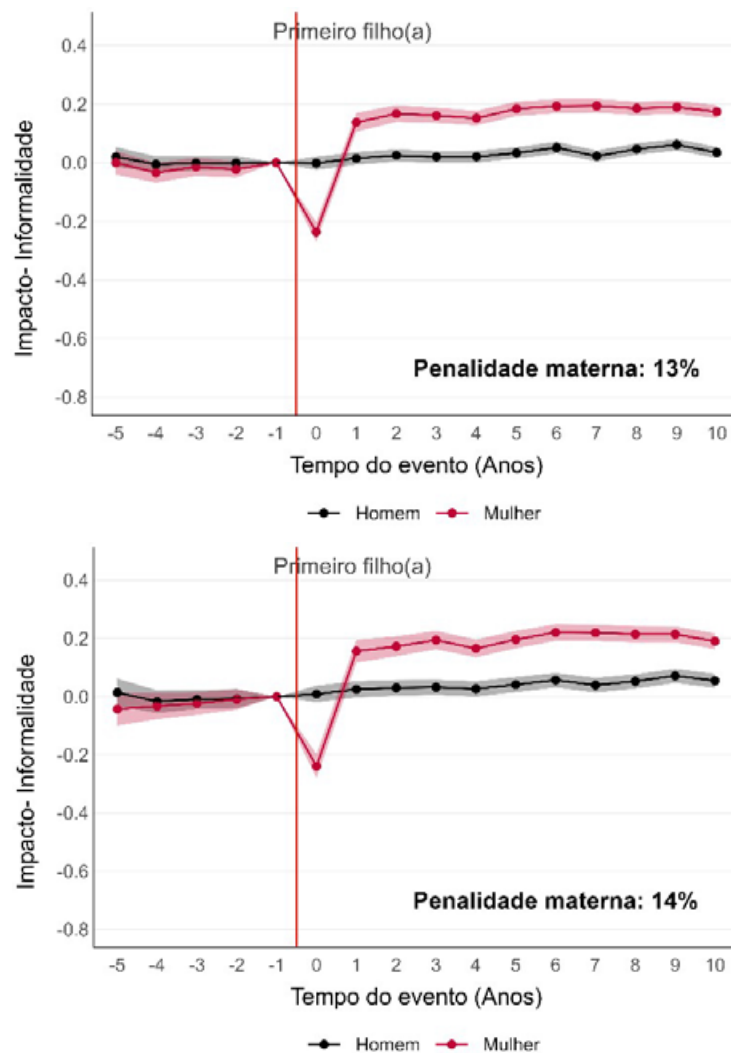 Primeiro filho(a)
0.4
0.2
0.0
-0.2
-0.4
-0.6
-0.8
Impacto- Informalidade
Penalidade materna: 13%
-5 -4 -3 -2 -1 0 1 2 3 4 5 6 7 8 9 10
Tempo do evento (Anos)
Homem Mulher
Primeiro filho(a)
0.4
0.2
0.0
-0.2
-0.4
-0.6
-0.8
Impacto- Informalidade
Penalidade materna: 14%
-5 -4 -3 -2 -1 0 1 2 3 4 5 6 7 8 9 10
Tempo do evento (Anos)
Homem Mulher